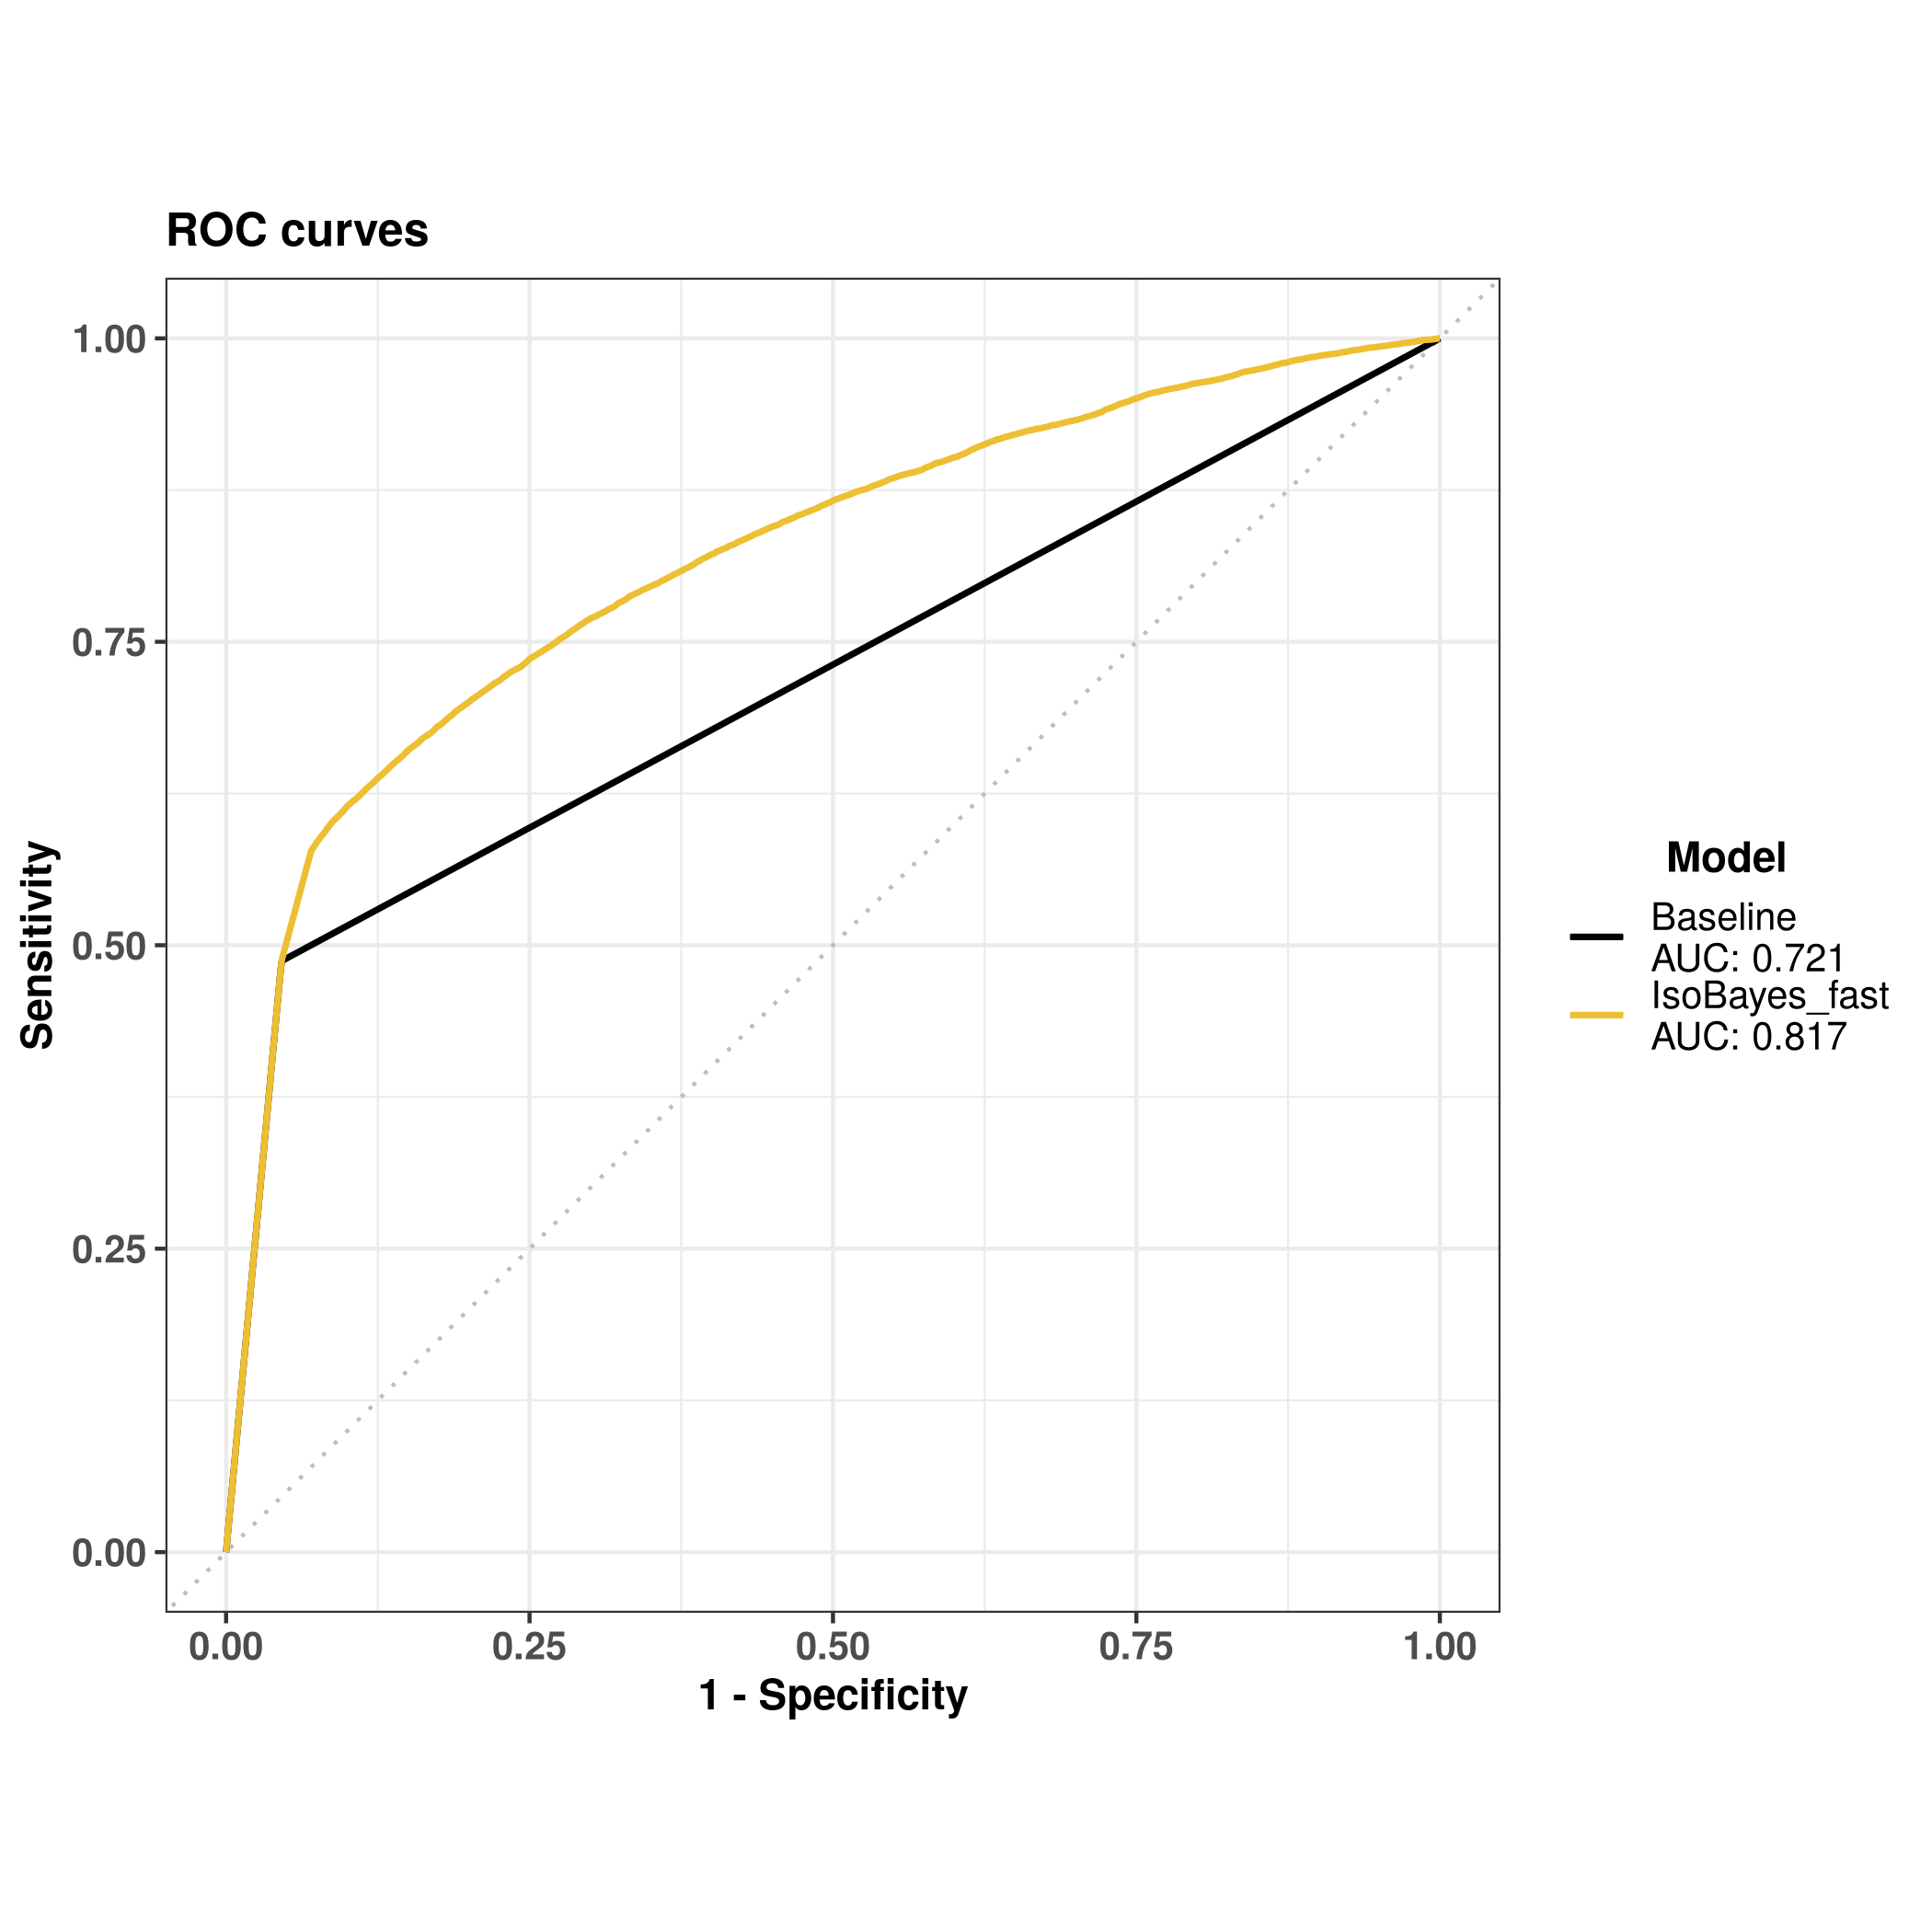 ROC curves
1.00
0.75
0.50
0.25
0.00
Sensitivity
0.00 0.25 0.50 0.75 1.00
1 - Specificity
Model
Baseline
AUC: 0.721
IsoBayes_fast
AUC: 0.817